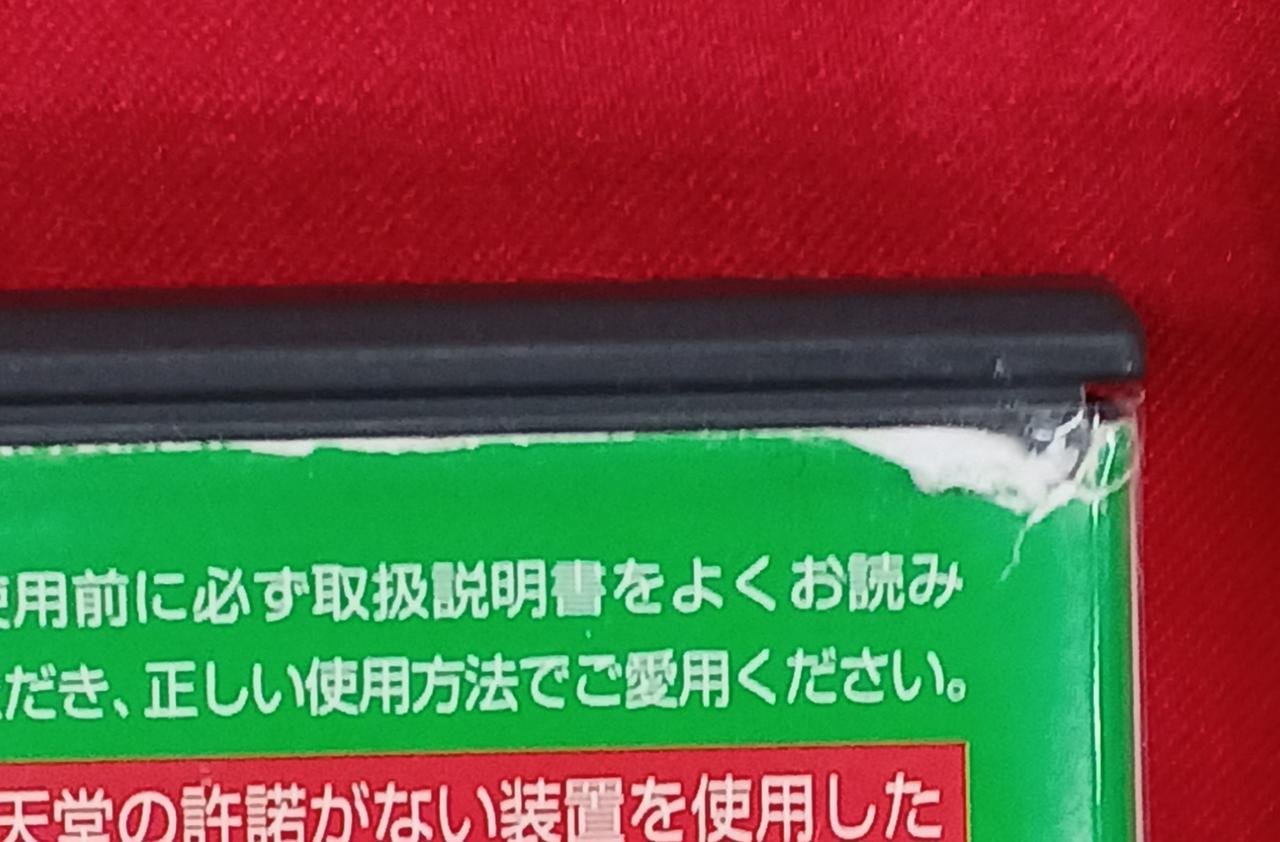 使用前に必ず取扱説明書をよくお読み
ただき、正しい使用方法でご愛用ください。
天堂の許諾がない装置を使用した